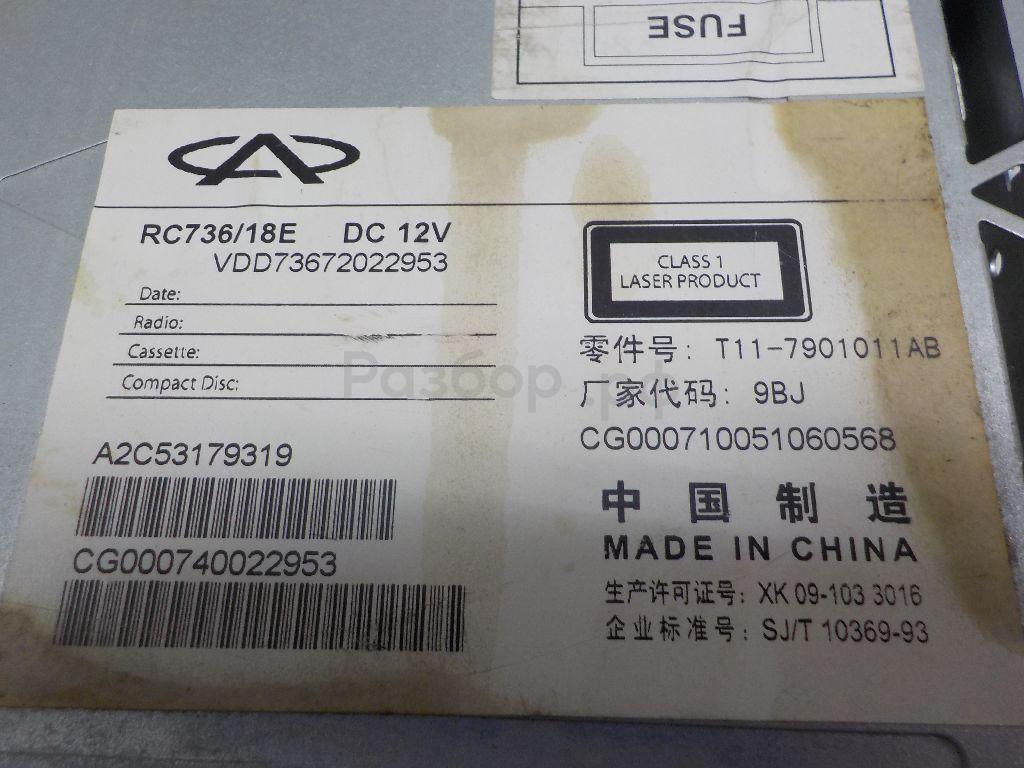 FUSE
RC736/18E DC 12V
VDD73672022953
Date:
Radio:
Cassette:
Compact Disc:
A2C53179319
CG000740022953
CLASS 1
LASER PRODUCT
零件号: T11-7901011AB
厂家代码: 9BJ
CG000710051060568
中国制造
MADE IN CHINA
生产许可证号: XK 09-103 3016
企业标准号: SJ/T 10369-93
Разбор.рф